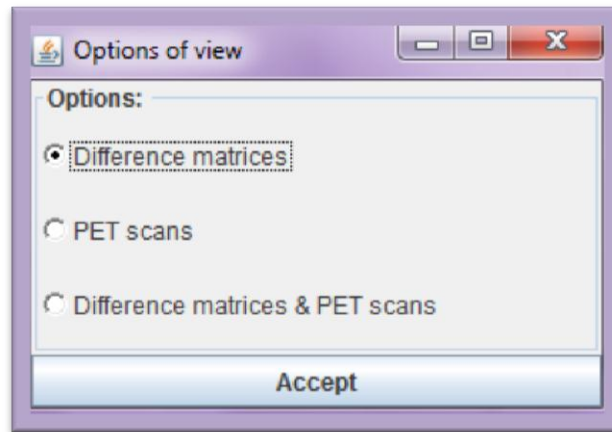 Options of view
Options:
Difference matrices
PET scans
Difference matrices & PET scans
Accept